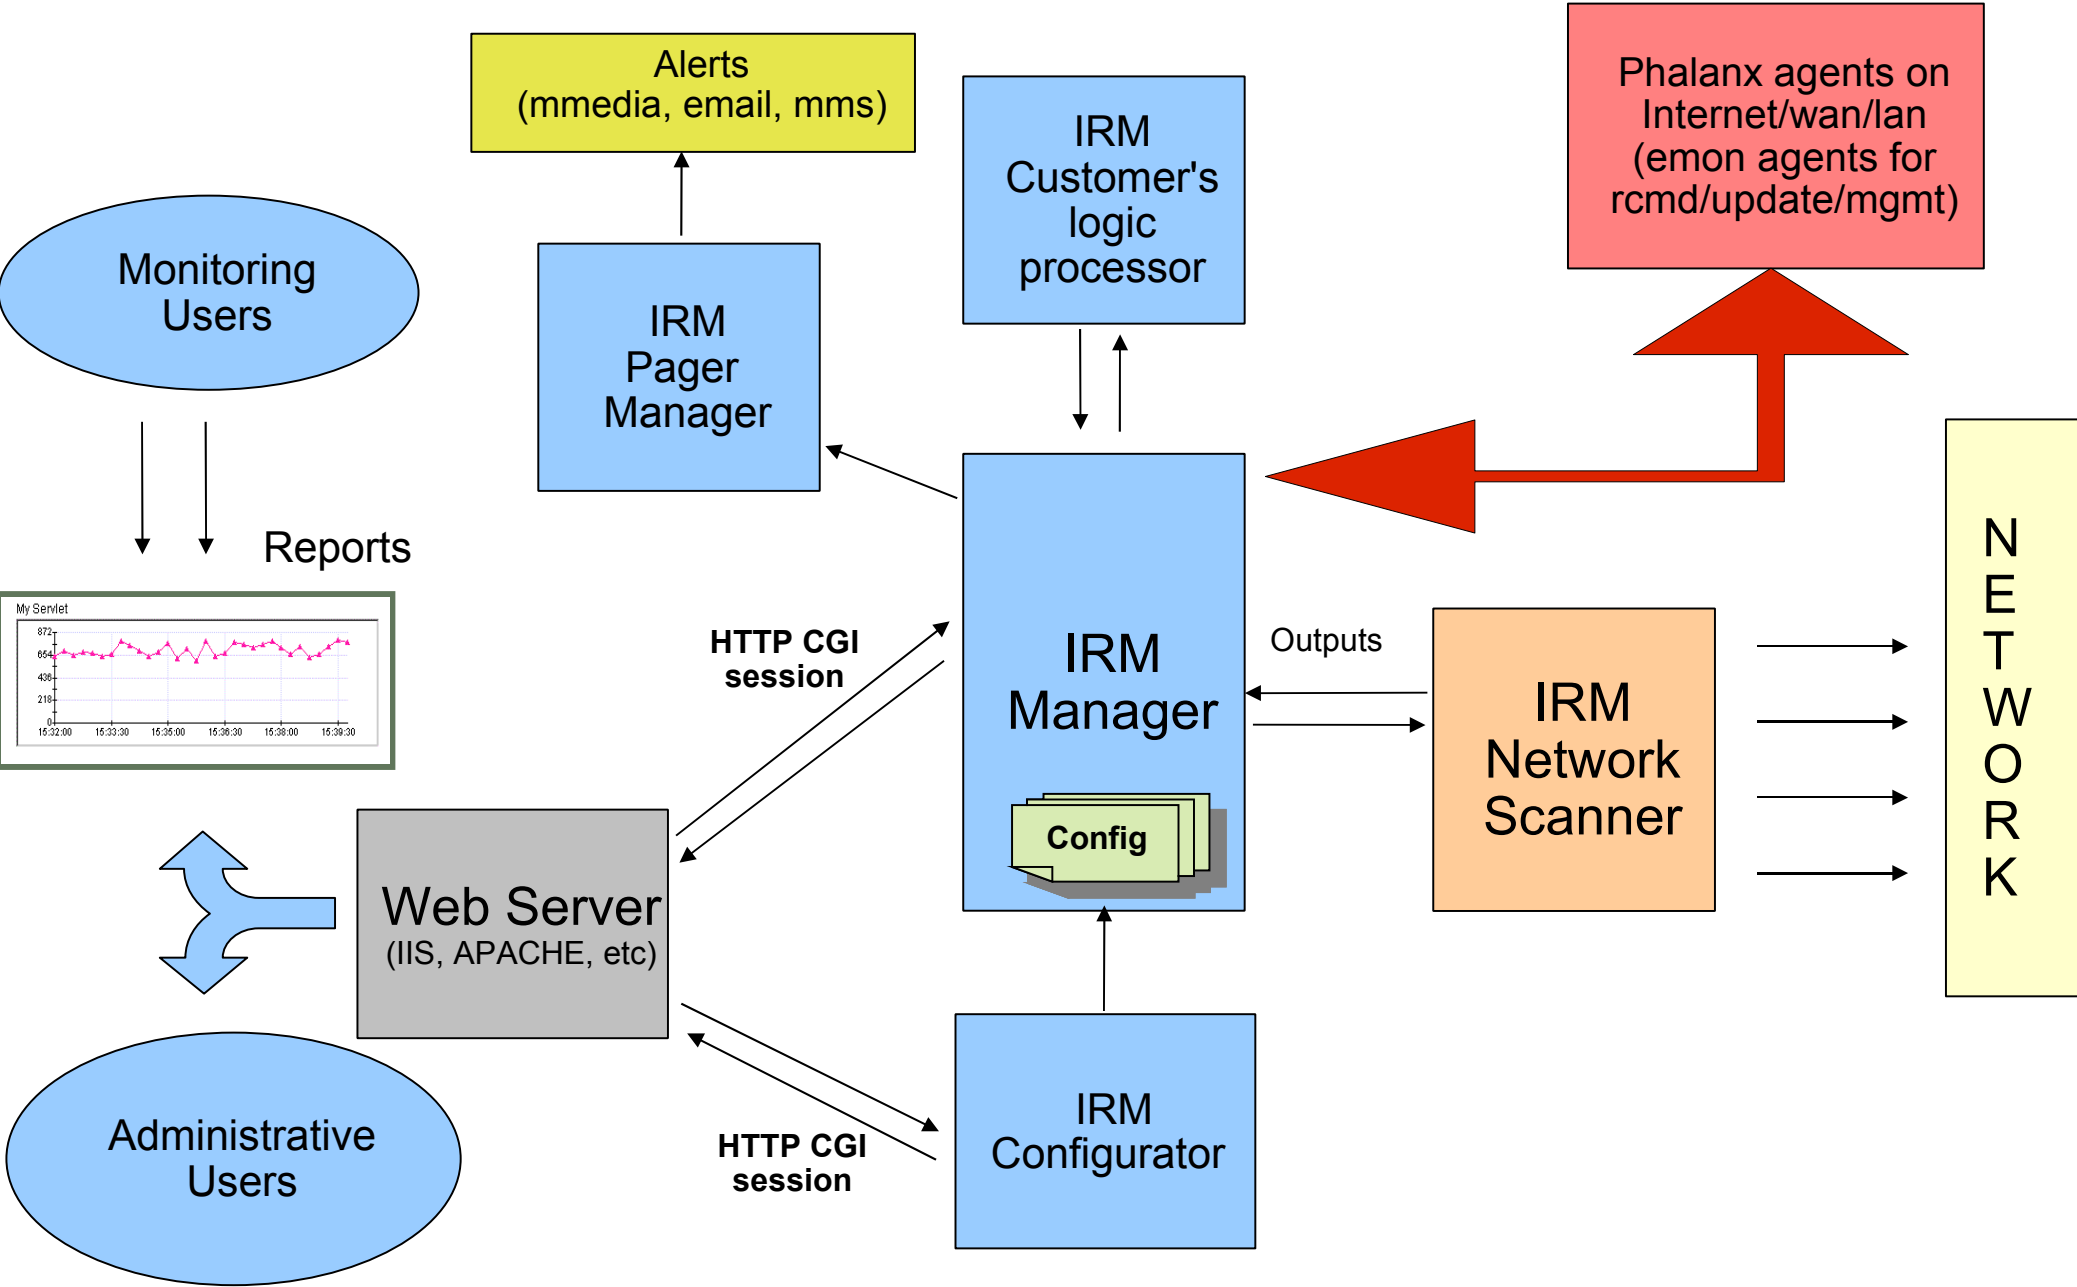 Alerts
(mmedia, email, mms)
IRM
Customer's
logic
processor
Phalanx agents on
Internet/wan/lan
(emon agents for
rcmd/update/mgmt)
Monitoring
Users
IRM
Pager
Manager
Reports
My Servlet
872
654
436
218
0
15:32:00 15:33:30 15:35:00 15:36:30 15:38:00 15:39:30
HTTP CGI
session
IRM
Manager
Config
Outputs
IRM
Network
Scanner
N
E
T
W
O
R
K
Web Server
(IIS, APACHE, etc)
HTTP CGI
session
IRM
Configurator
Administrative
Users